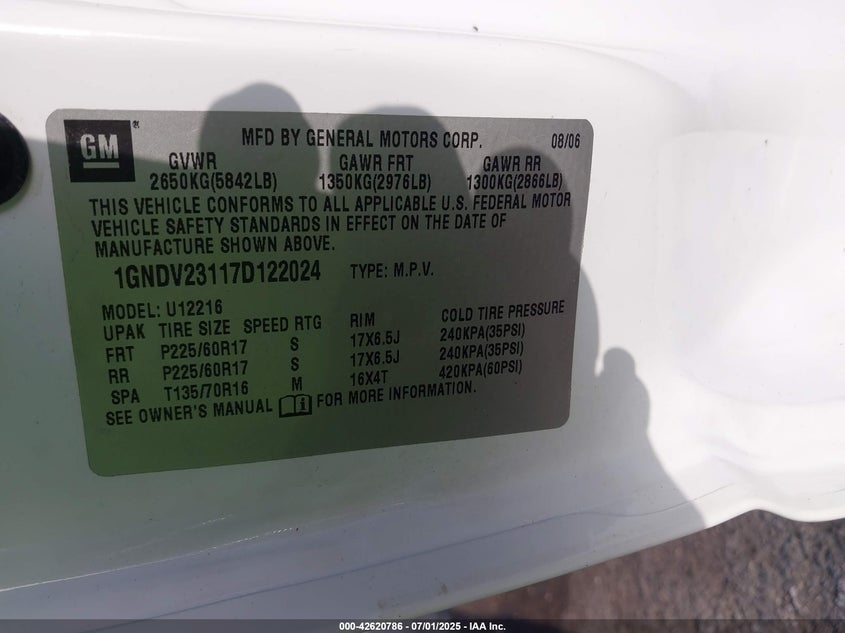 GM
MFD BY GENERAL MOTORS CORP. 08/06
GVWR GAWR FRT GAWR RR
2650KG(5842LB) 1350KG(2976LB) 1300KG(2866LB)
THIS VEHICLE CONFORMS TO ALL APPLICABLE U.S. FEDERAL MOTOR
VEHICLE SAFETY STANDARDS IN EFFECT ON THE DATE OF
MANUFACTURE SHOWN ABOVE.
1GNDV23117D122024 TYPE: M.P.V.
MODEL: U12216
UPAK TIRE SIZE SPEED RTG RIM COLD TIRE PRESSURE
FRT P225/60R17 S 17X6.5J 240KPA(35PSI)
RR P225/60R17 S 17X6.5J 240KPA(35PSI)
SPA T135/70R16 M 16X4T 420KPA(60PSI)
SEE OWNER'S MANUAL FOR MORE INFORMATION.
000-42620786 - 07/01/2025 - IAA Inc.